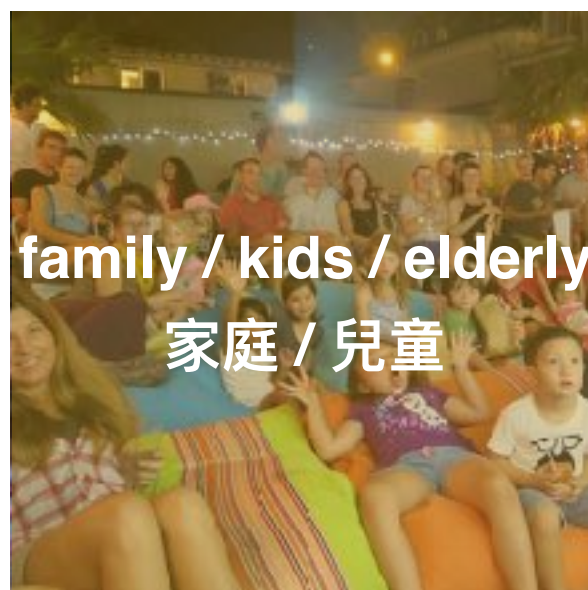 family / kids / elderly
家庭 / 兒童